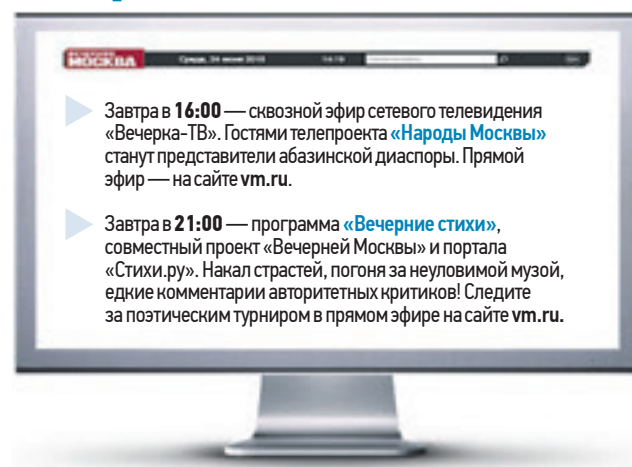 МОСКВА
Завтра в 16:00 — сквозной эфир сетевого телевидения
«Вечерка-ТВ». Гостями телепроекта «Народы Москвы»
станут представители абазинской диаспоры. Прямой
эфир — на сайте vm.ru.
Завтра в 21:00 — программа «Вечерние стихи»,
совместный проект «Вечерней Москвы» и портала
«Стихи.ру». Накал страстей, погоня за неуловимой музой,
едкие комментарии авторитетных критиков! Следите
за поэтическим турниром в прямом эфире на сайте vm.ru.